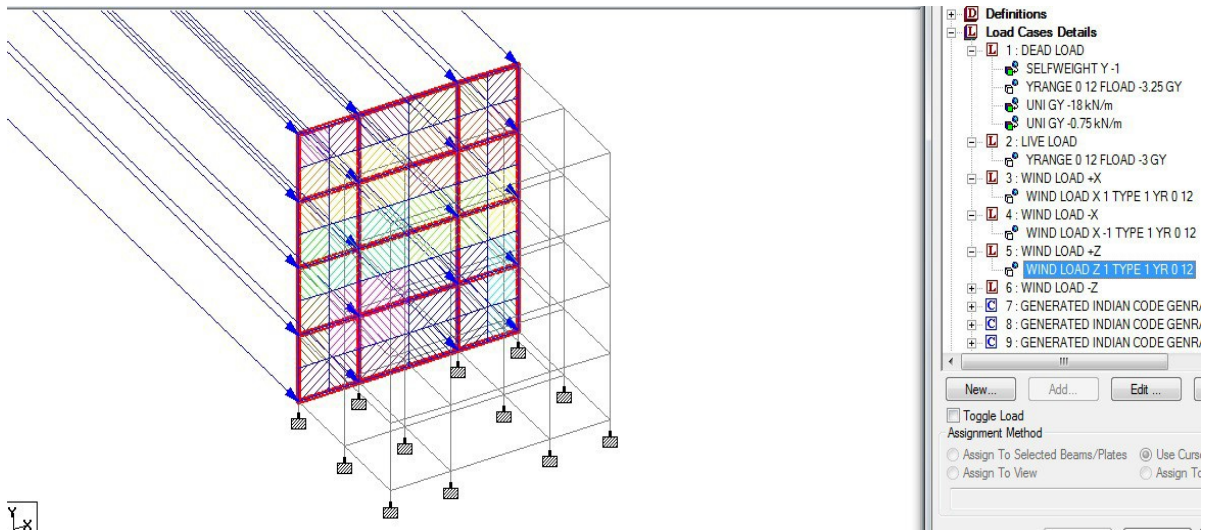 Definitions
Load Cases Details
1 : DEAD LOAD
SELFWEIGHT Y -1
YRANGE 0 12 FLOAD -3.25 GY
UNI GY -18 kN/m
UNI GY -0.75 kN/m
2 : LIVE LOAD
YRANGE 0 12 FLOAD -3 GY
3 : WIND LOAD +X
WIND LOAD X 1 TYPE 1 YR 0 12
4 : WIND LOAD -X
WIND LOAD X -1 TYPE 1 YR 0 12
5 : WIND LOAD +Z
WIND LOAD Z 1 TYPE 1 YR 0 12
6 : WIND LOAD -Z
7 : GENERATED INDIAN CODE GENR
8 : GENERATED INDIAN CODE GENR
9 : GENERATED INDIAN CODE GENR
New... Add... Edit ...
Toggle Load
Assignment Method
Assign To Selected Beams/Plates Use Curs
Assign To View Assign To
Y
X